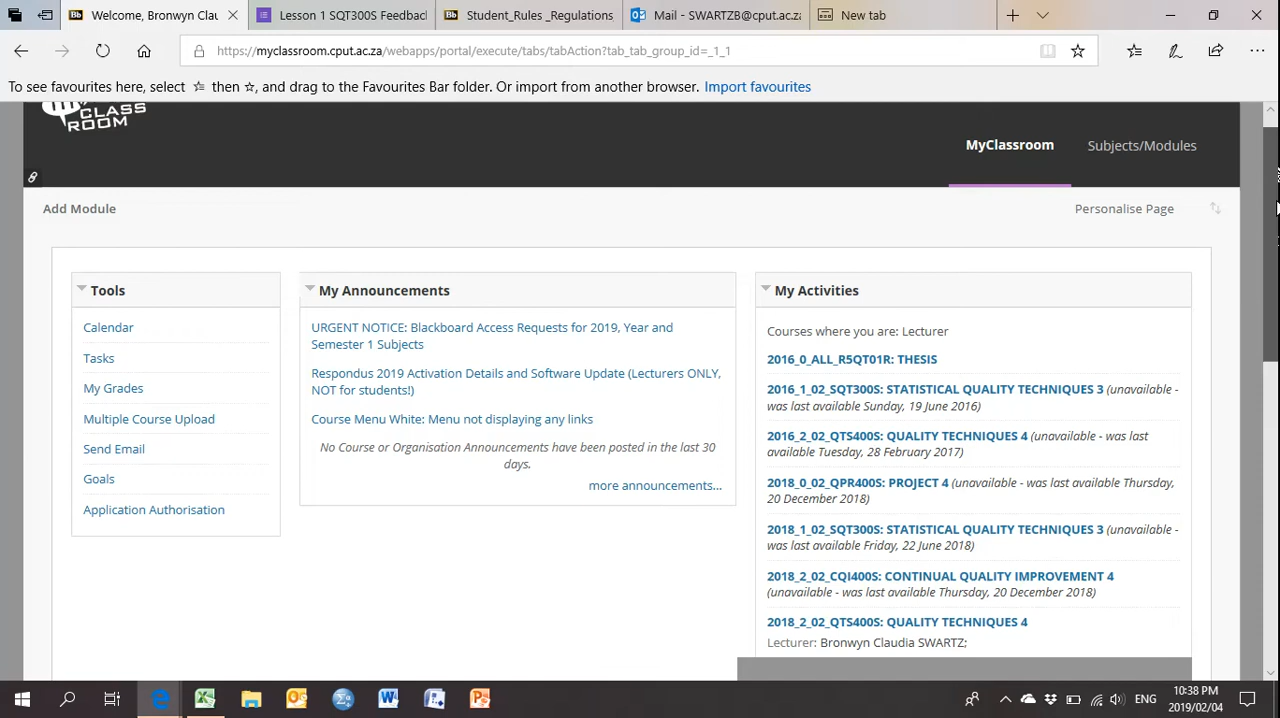 Welcome, Bronwyn Clau
Lesson 1 SQT300S Feedback
Student_Rules _Regulations
Mail - SWARTZB@cput.ac.za
New tab
https://myclassroom.cput.ac.za/webapps/portal/execute/tabs/tabAction?tab_tab_group_id=_1_1
To see favourites here, select ☆ then ☆, and drag to the Favourites Bar folder. Or import from another browser. Import favourites
CLASS
ROOM
MyClassroom
Subjects/Modules
Add Module
Personalise Page
Tools
Calendar
Tasks
My Grades
Multiple Course Upload
Send Email
Goals
Application Authorisation
My Announcements
URGENT NOTICE: Blackboard Access Requests for 2019, Year and
Semester 1 Subjects
Respondus 2019 Activation Details and Software Update (Lecturers ONLY,
NOT for students!)
Course Menu White: Menu not displaying any links
No Course or Organisation Announcements have been posted in the last 30
days.
more announcements...
My Activities
Courses where you are: Lecturer
2016_0_ALL_R5QT01R: THESIS
2016_1_02_SQT300S: STATISTICAL QUALITY TECHNIQUES 3 (unavailable -
was last available Sunday, 19 June 2016)
2016_2_02_QTS400S: QUALITY TECHNIQUES 4 (unavailable - was last
available Tuesday, 28 February 2017)
2018_0_02_QPR400S: PROJECT 4 (unavailable - was last available Thursday,
20 December 2018)
2018_1_02_SQT300S: STATISTICAL QUALITY TECHNIQUES 3 (unavailable -
was last available Friday, 22 June 2018)
2018_2_02_CQI400S: CONTINUAL QUALITY IMPROVEMENT 4
(unavailable - was last available Thursday, 20 December 2018)
2018_2_02_QTS400S: QUALITY TECHNIQUES 4
Lecturer: Bronwyn Claudia SWARTZ;
ENG
10:38 PM
2019/02/04